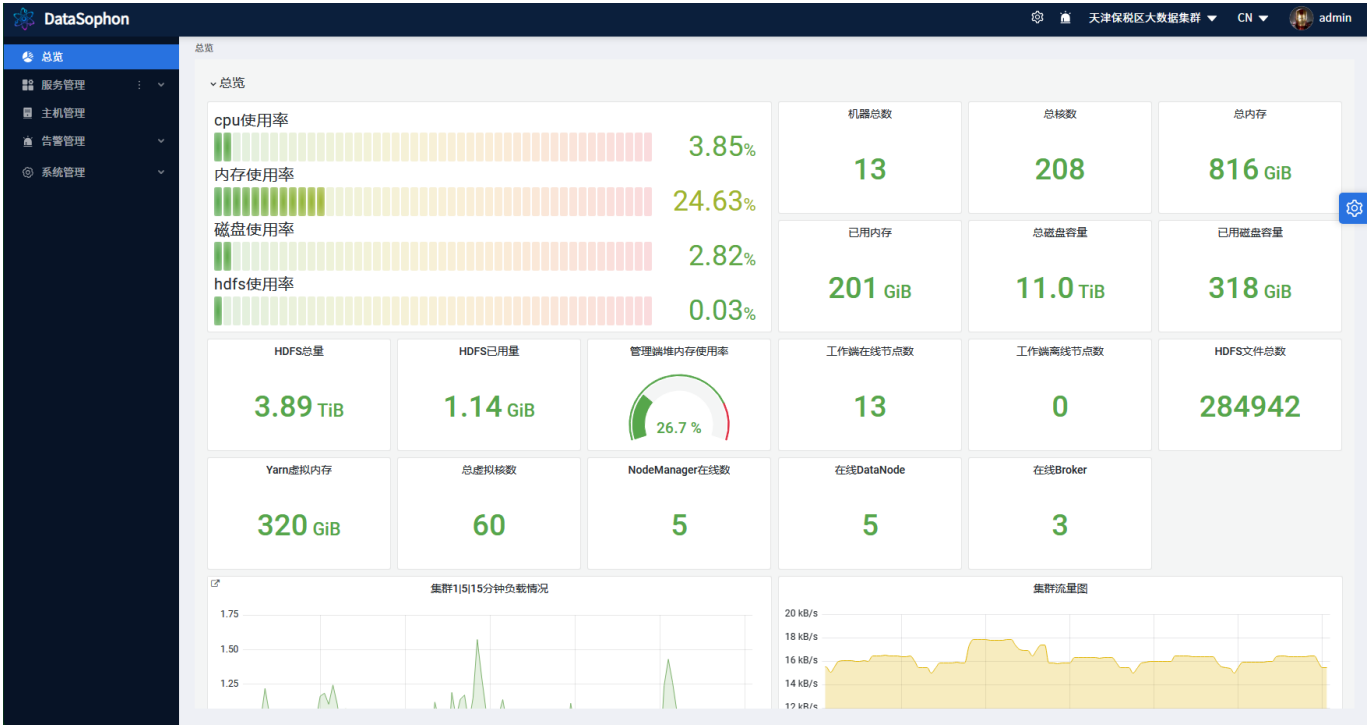 DataSophon
天津保税区大数据集群
CN
admin
总览
服务管理
主机管理
告警管理
系统管理
总览
总览
cpu使用率
3.85%
内存使用率
24.63%
磁盘使用率
2.82%
hdfs使用率
0.03%
机器总数
13
总核数
208
总内存
816 GiB
已用内存
201 GiB
总磁盘容量
11.0 TiB
已用磁盘容量
318 GiB
HDFS总量
3.89 TiB
HDFS已用量
1.14 GiB
管理端堆内存使用率
26.7 %
工作端在线节点数
13
工作端离线节点数
0
HDFS文件总数
284942
Yarn虚拟内存
320 GiB
总虚拟核数
60
NodeManager在线数
5
在线DataNode
5
在线Broker
3
集群1|5|15分钟负载情况
1.75
1.50
1.25
集群流量图
20 kB/s
18 kB/s
16 kB/s
14 kB/s
12 kB/s